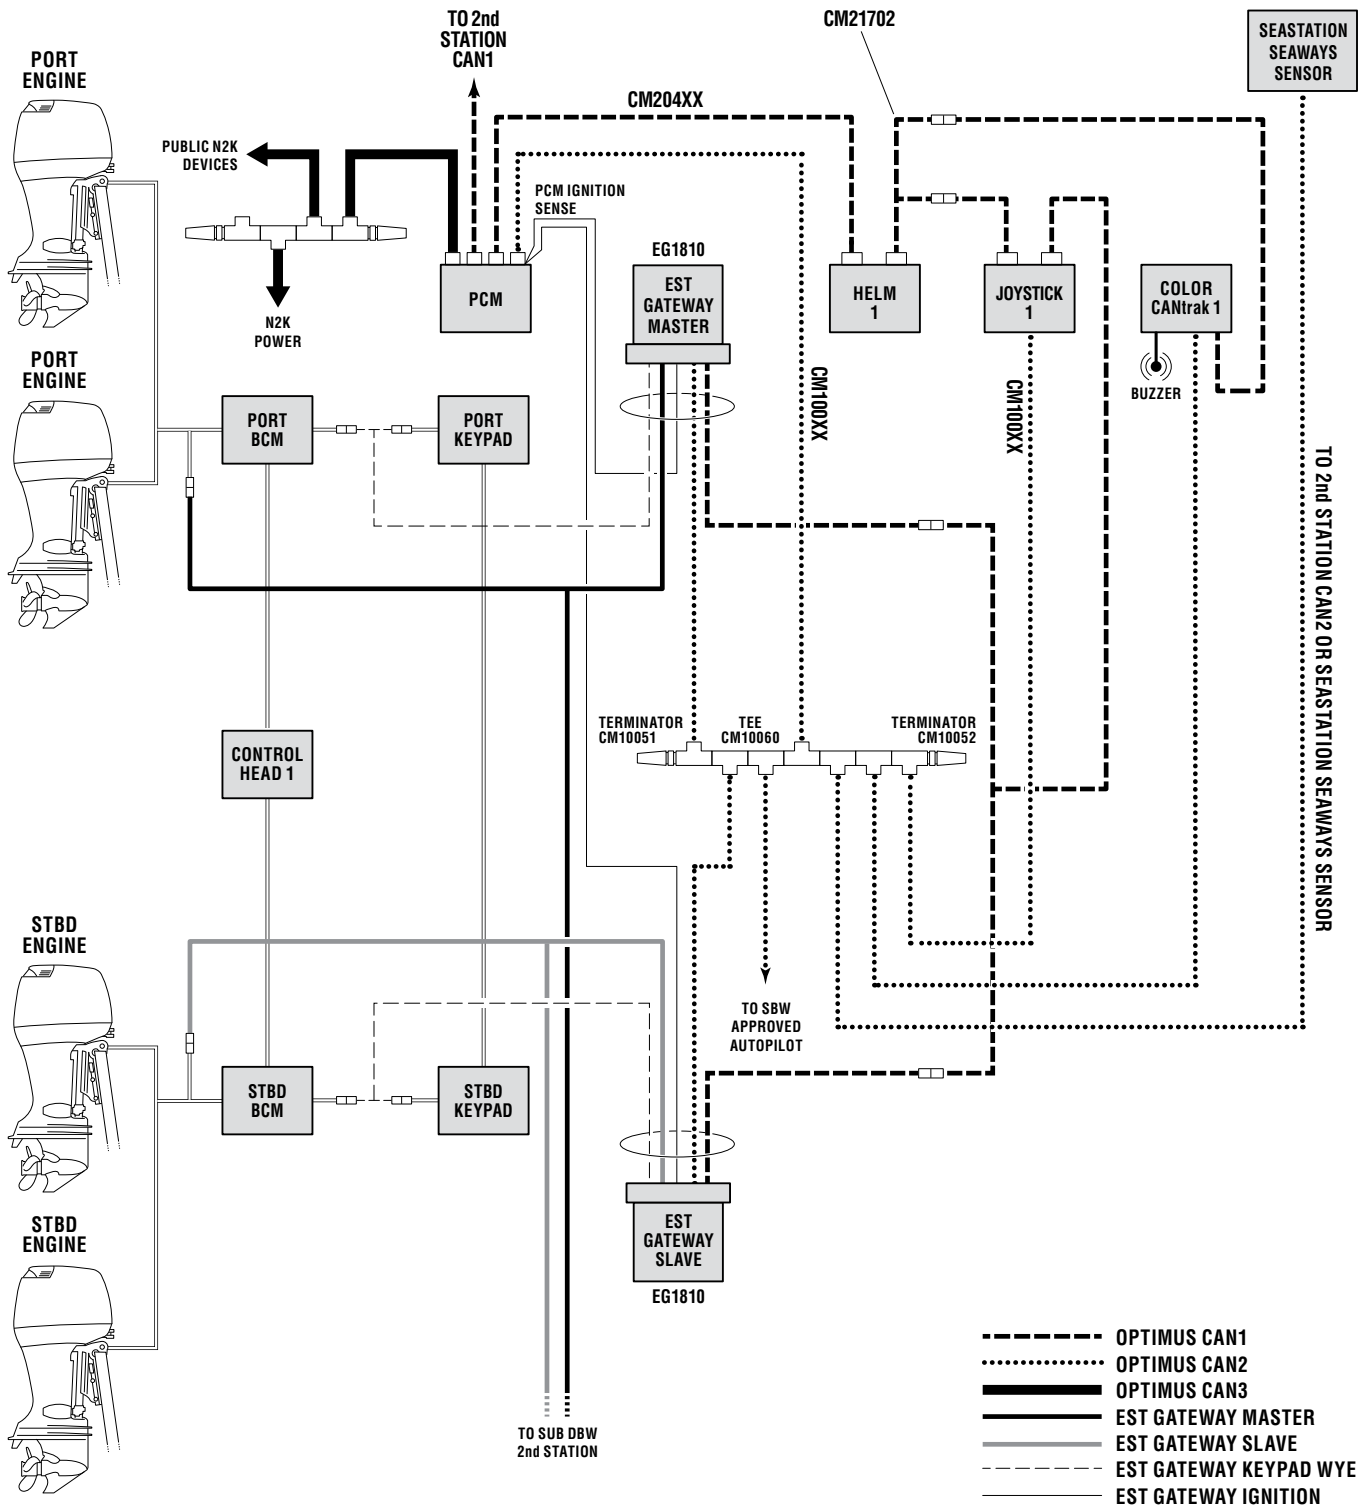 TO 2nd
STATION
CAN1
CM21702
SEASTATION
SEAWAYS
SENSOR
PORT
ENGINE
CM204XX
PUBLIC N2K
DEVICES
PCM IGNITION
SENSE
EG1810
PCM
EST
GATEWAY
MASTER
HELM
1
JOYSTICK
1
COLOR
CANtrak 1
N2K
POWER
PORT
ENGINE
BUZZER
CM100XX
CM100XX
PORT
BCM
PORT
KEYPAD
TO 2nd STATION CAN2 OR SEASTATION SEAWAYS SENSOR
TERMINATOR
CM10051
TEE
CM10060
TERMINATOR
CM10052
CONTROL
HEAD 1
STBD
ENGINE
TO SBW
APPROVED
AUTOPILOT
STBD
BCM
STBD
KEYPAD
STBD
ENGINE
EST
GATEWAY
SLAVE
EG1810
TO SUB DBW
2nd STATION
OPTIMUS CAN1
OPTIMUS CAN2
OPTIMUS CAN3
EST GATEWAY MASTER
EST GATEWAY SLAVE
EST GATEWAY KEYPAD WYE
EST GATEWAY IGNITION